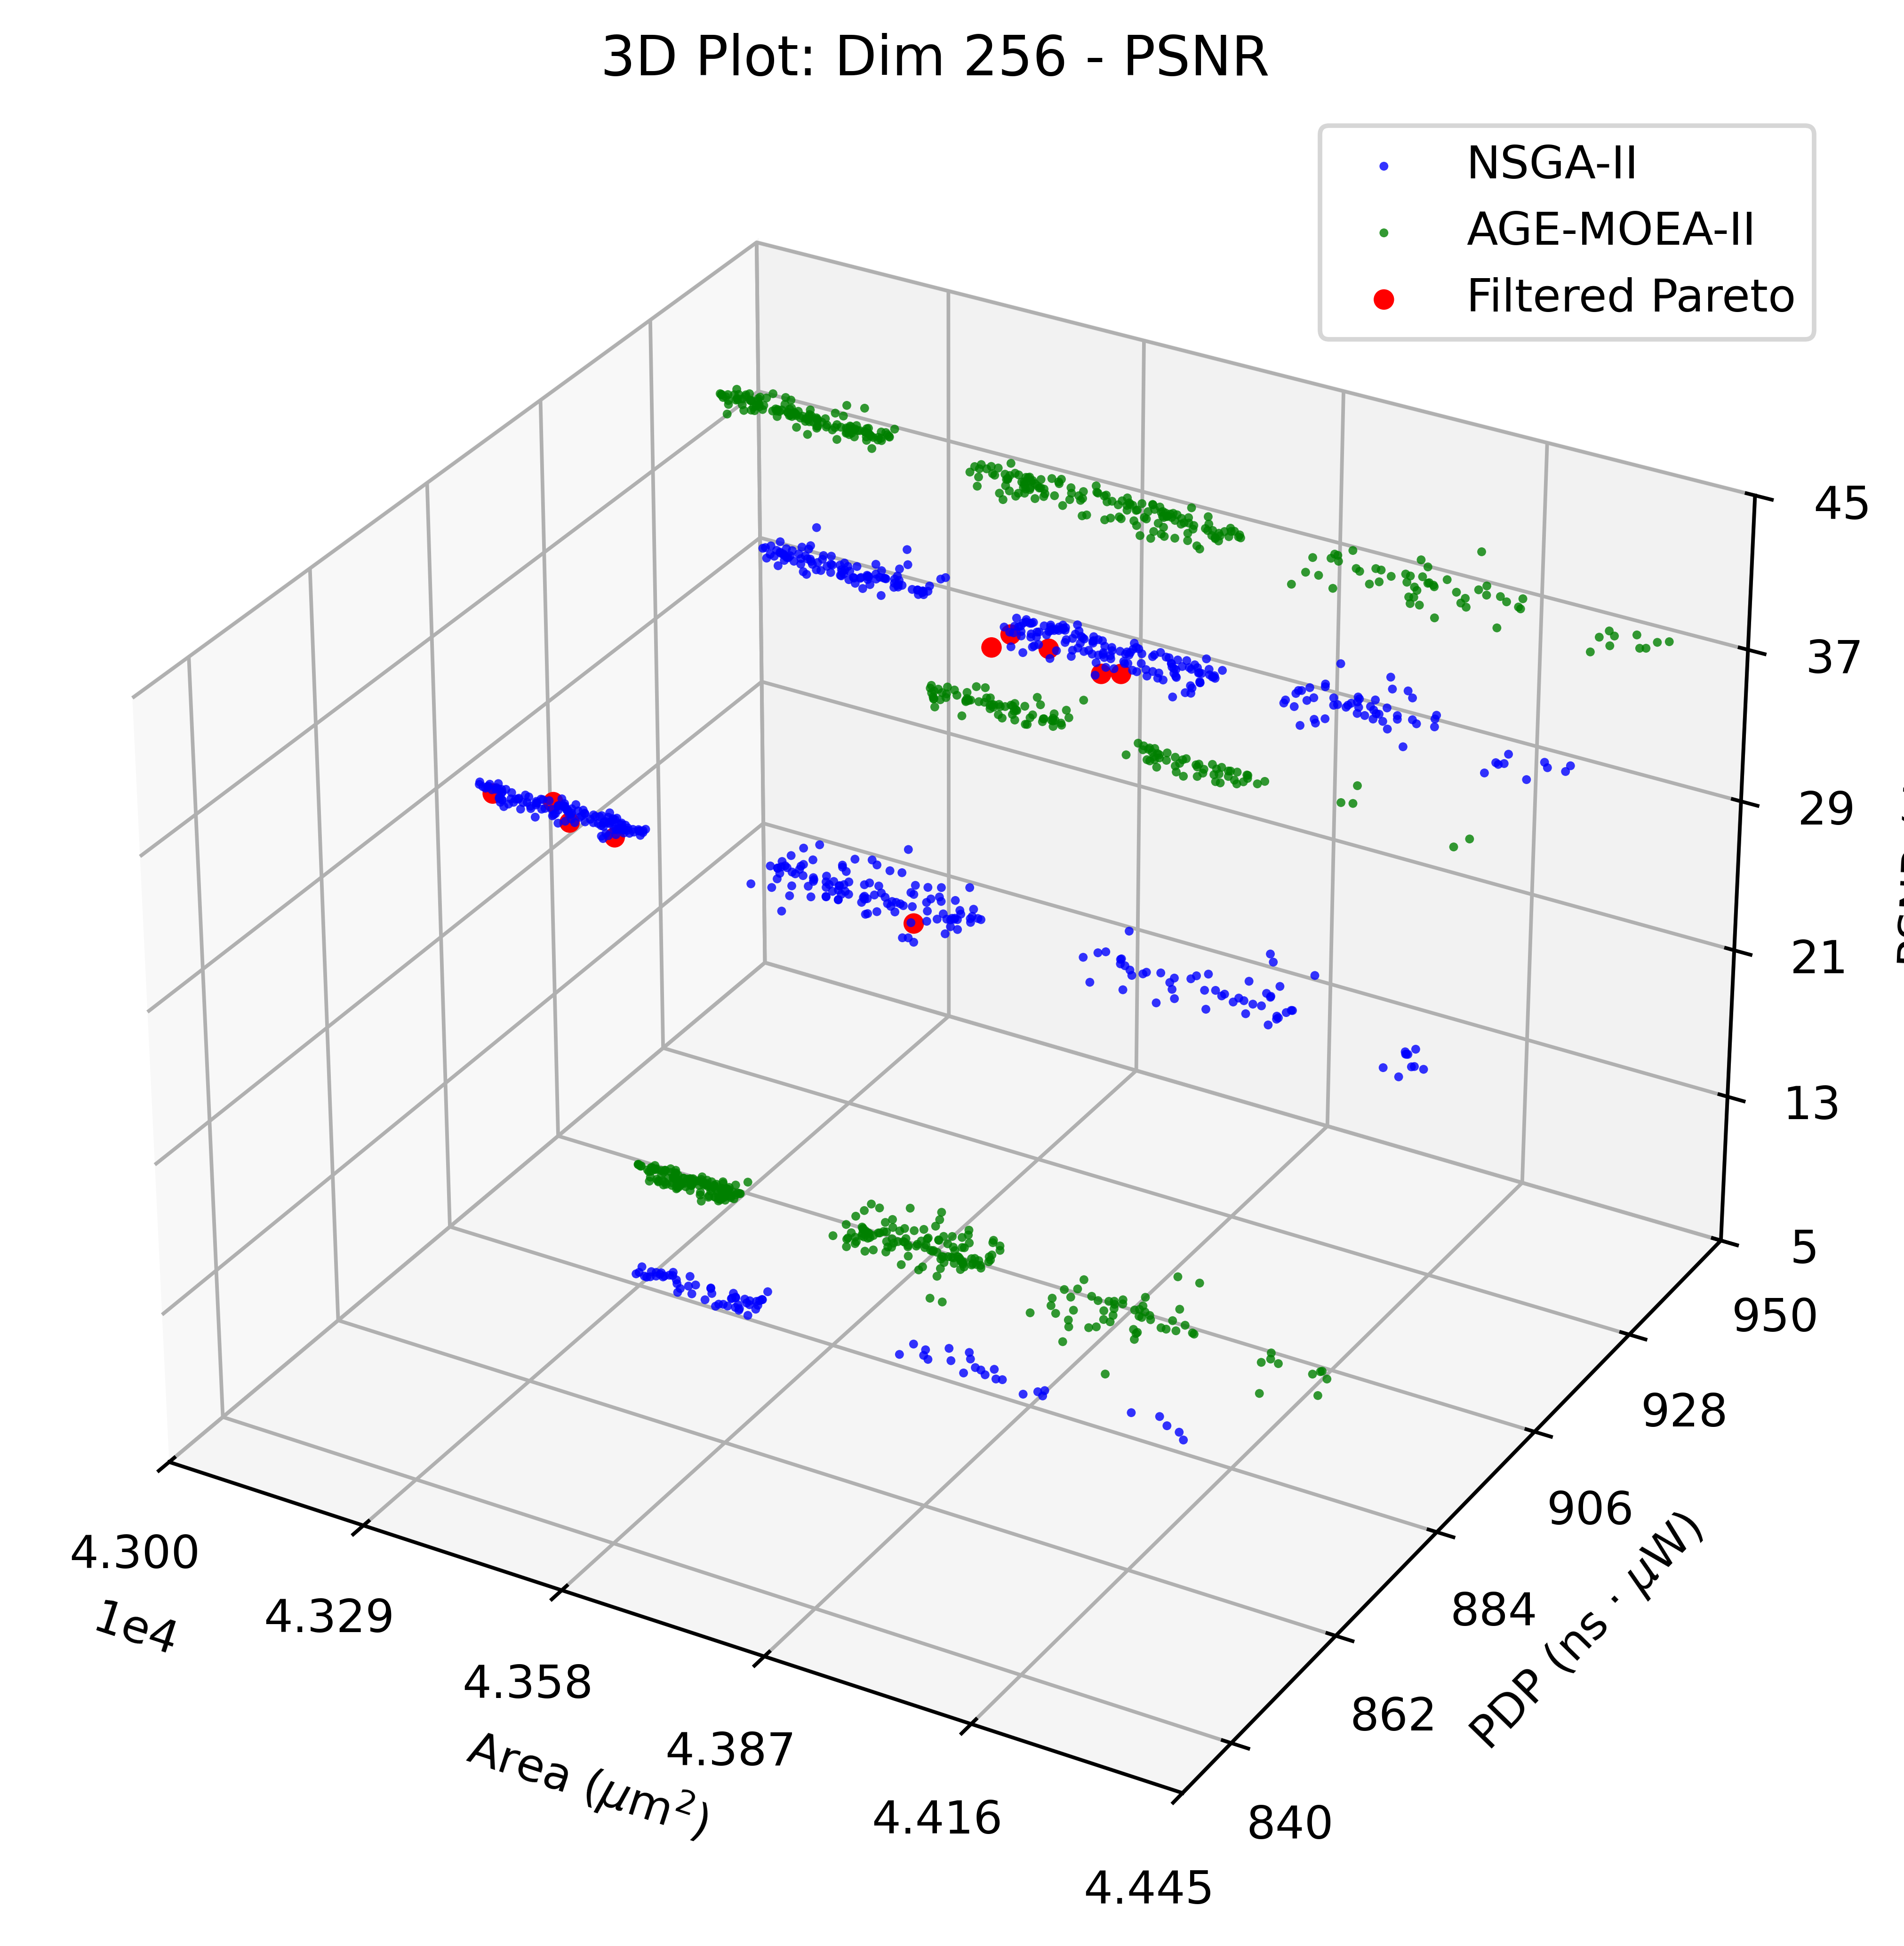 3D Plot: Dim 256 - PSNR
NSGA-II
AGE-MOEA-II
Filtered Pareto
45
37
29
21
13
5
950
928
906
884
862
840
PDP (ns · μW)
4.300
4.329
4.358
4.387
4.416
4.445
1e4
Area (μm²)